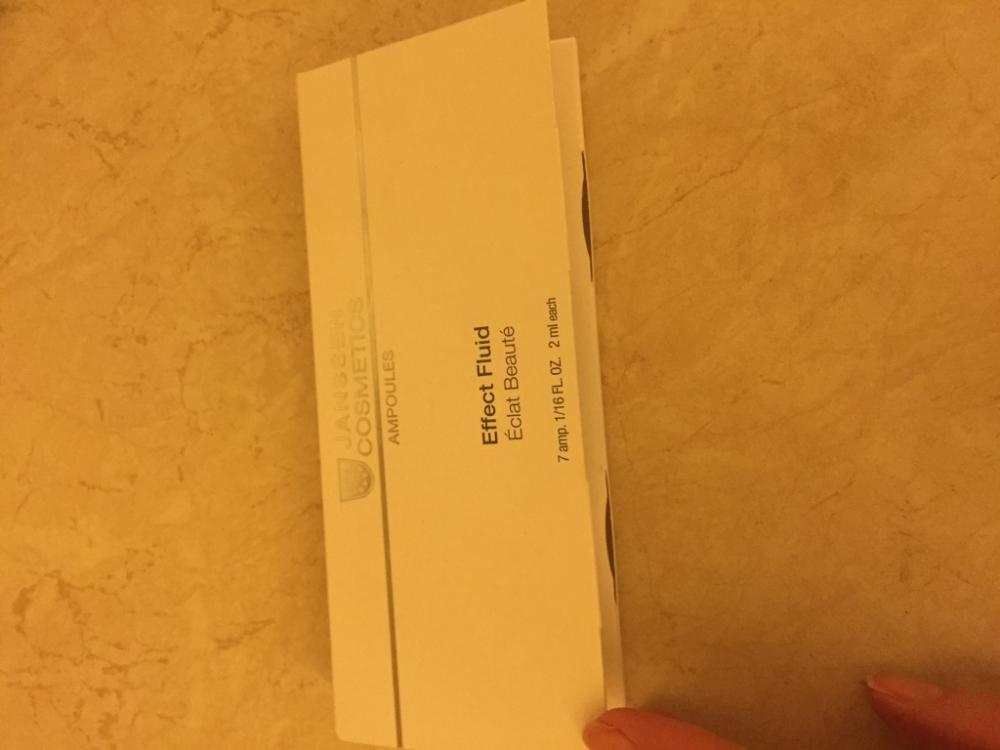 JANSSEN
COSMETICS
AMPOULES
Effect Fluid
Éclat Beauté
7 amp. 1/16 FL. OZ. 2 ml each